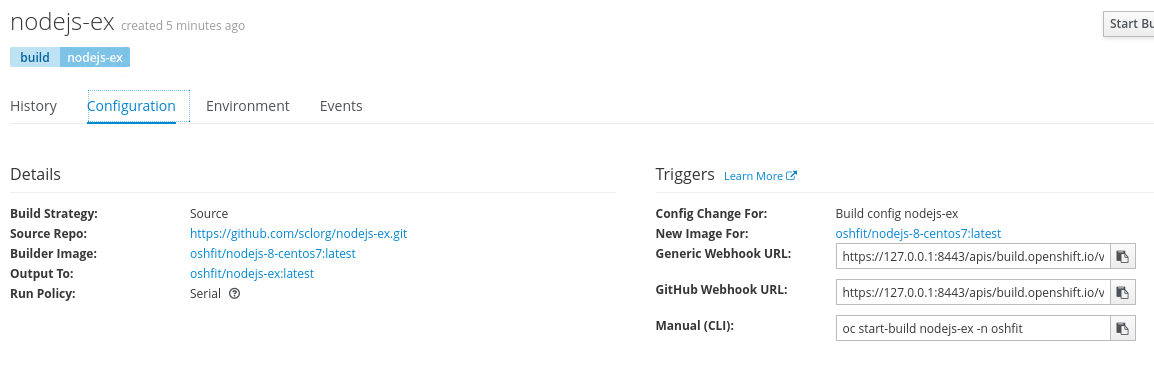 nodejs-ex created 5 minutes ago
Start Bu
build nodejs-ex
History Configuration Environment Events
Details
Build Strategy: Source
Source Repo: https://github.com/sclorg/nodejs-ex.git
Builder Image: oshfit/nodejs-8-centos7:latest
Output To: oshfit/nodejs-ex:latest
Run Policy: Serial
Triggers Learn More
Config Change For: Build config nodejs-ex
New Image For: oshfit/nodejs-8-centos7:latest
Generic Webhook URL: https://127.0.0.1:8443/apis/build.openshift.io/v
GitHub Webhook URL: https://127.0.0.1:8443/apis/build.openshift.io/v
Manual (CLI): oc start-build nodejs-ex -n oshfit